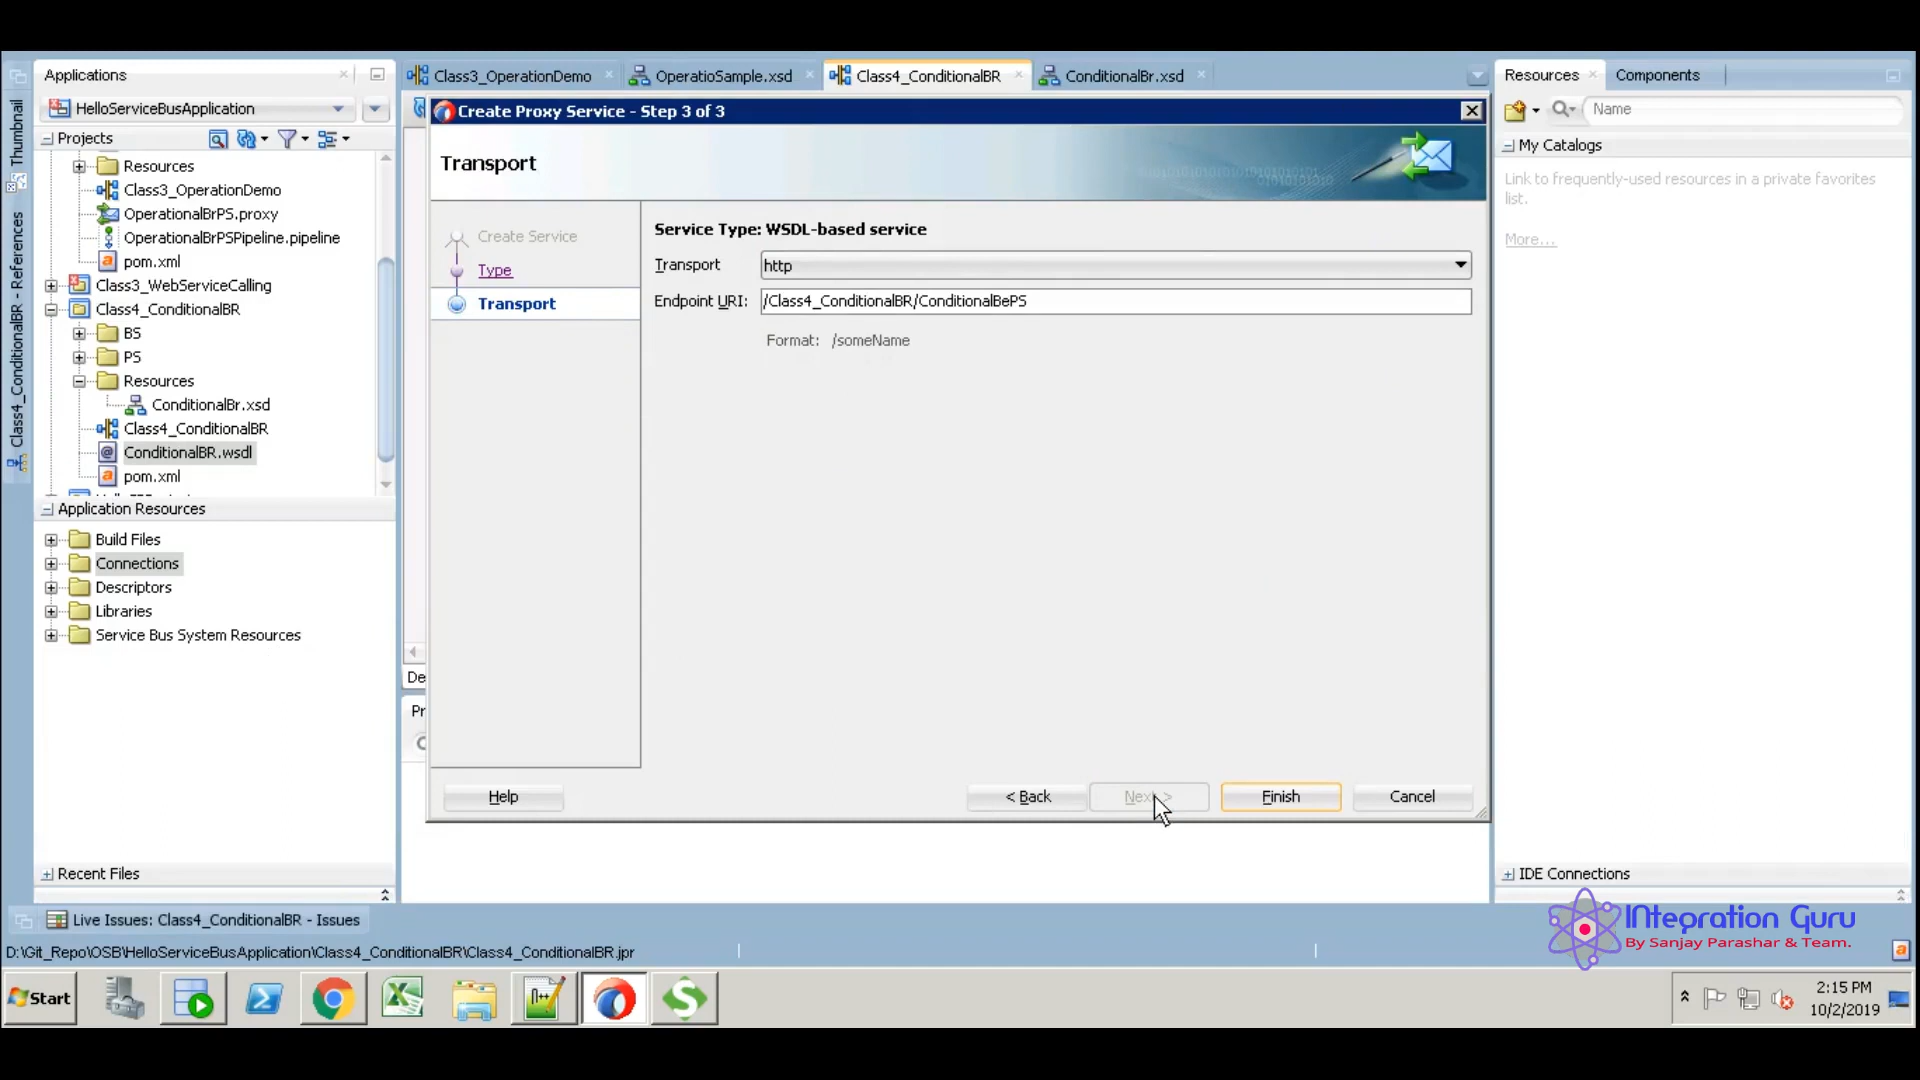 Applications
HelloServiceBusApplication
Projects
Resources
Class3_OperationDemo
OperationalBrPS.proxy
OperationalBrPSPipeline.pipeline
pom.xml
Class3_WebServiceCalling
Class4_ConditionalBR
BS
PS
Resources
ConditionalBr.xsd
Class4_ConditionalBR
ConditionalBR.wsdl
pom.xml
Application Resources
Build Files
Connections
Descriptors
Libraries
Service Bus System Resources
Recent Files
Thumbnail
Class4_ConditionalBR - References
Class3_OperationDemo
OperatioSample.xsd
Class4_ConditionalBR
ConditionalBr.xsd
Create Proxy Service - Step 3 of 3
Transport
Create Service
Type
Transport
Service Type: WSDL-based service
Transport http
Endpoint URI: /Class4_ConditionalBR/ConditionalBePS
Format: /someName
Help
< Back
Next >
Finish
Cancel
De
Pr
Resources
Components
Name
My Catalogs
Link to frequently-used resources in a private favorites
list.
More...
IDE Connections
Live Issues: Class4_ConditionalBR - Issues
D:\Git_Repo\OSB\HelloServiceBusApplication\Class4_ConditionalBR\Class4_ConditionalBR.jpr
INtegration Guru
By Sanjay Parashar & Team.
Start
2:15 PM
10/2/2019